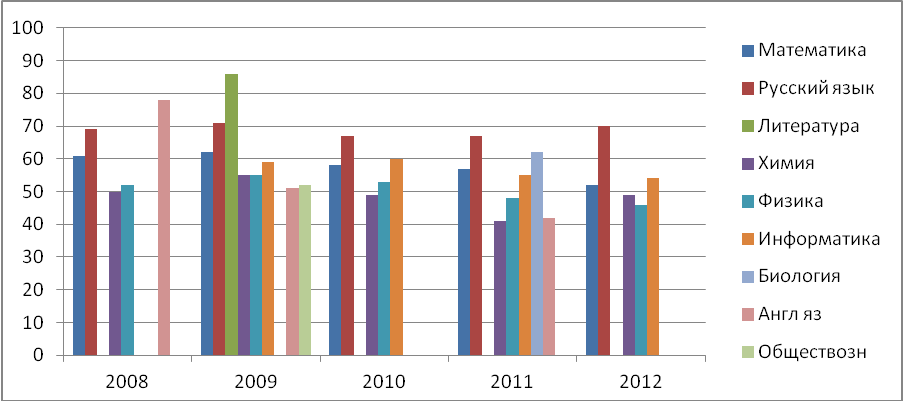 100
90
80
70
60
50
40
30
20
10
0
2008 2009 2010 2011 2012
Математика
Русский язык
Литература
Химия
Физика
Информатика
Биология
Англ яз
Обществозн